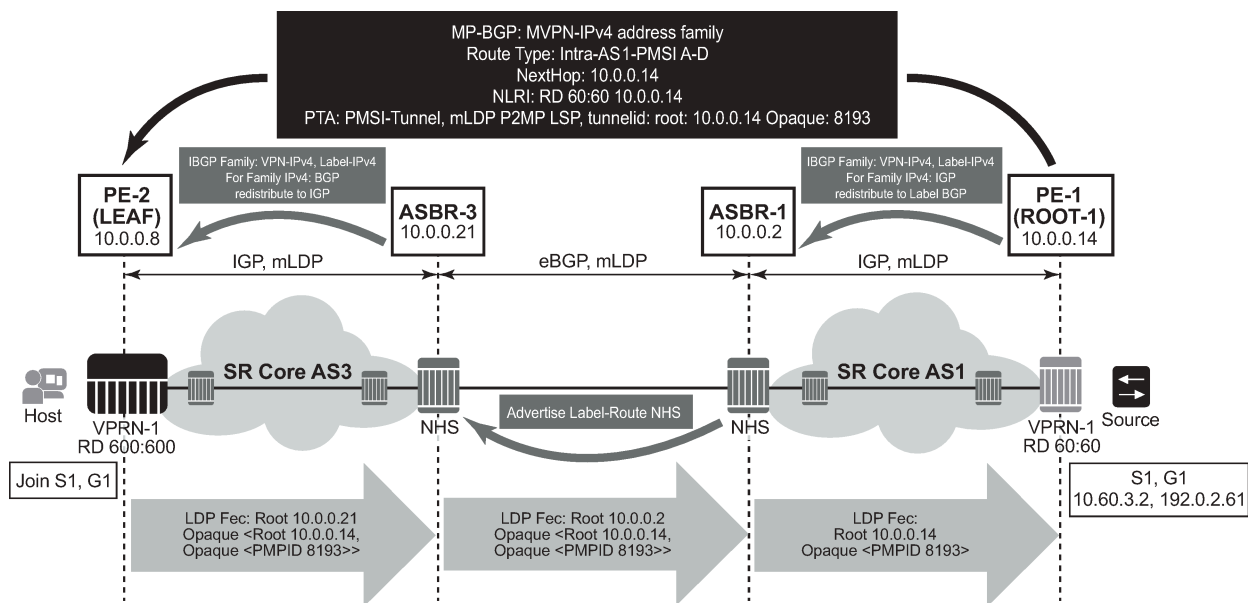 MP-BGP: MVPN-IPv4 address family
Route Type: Intra-AS1-PMSI A-D
NextHop: 10.0.0.14
NLRI: RD 60:60 10.0.0.14
PTA: PMSI-Tunnel, mLDP P2MP LSP, tunnelid: root: 10.0.0.14 Opaque: 8193
IBGP Family: VPN-IPv4, Label-IPv4
For Family IPv4: BGP
redistribute to IGP
IBGP Family: VPN-IPv4, Label-IPv4
For Family IPv4: IGP
redistribute to Label BGP
PE-2
(LEAF)
10.0.0.8
ASBR-3
10.0.0.21
ASBR-1
10.0.0.2
PE-1
(ROOT-1)
10.0.0.14
IGP, mLDP
eBGP, mLDP
IGP, mLDP
SR Core AS3
SR Core AS1
Host
VPRN-1
RD 600:600
NHS
Advertise Label-Route NHS
NHS
VPRN-1
RD 60:60
Source
Join S1, G1
S1, G1
10.60.3.2, 192.0.2.61
LDP Fec: Root 10.0.0.21
Opaque <Root 10.0.0.14,
Opaque <PMPID 8193>>
LDP Fec: Root 10.0.0.2
Opaque <Root 10.0.0.14,
Opaque <PMPID 8193>>
LDP Fec:
Root 10.0.0.14
Opaque <PMPID 8193>